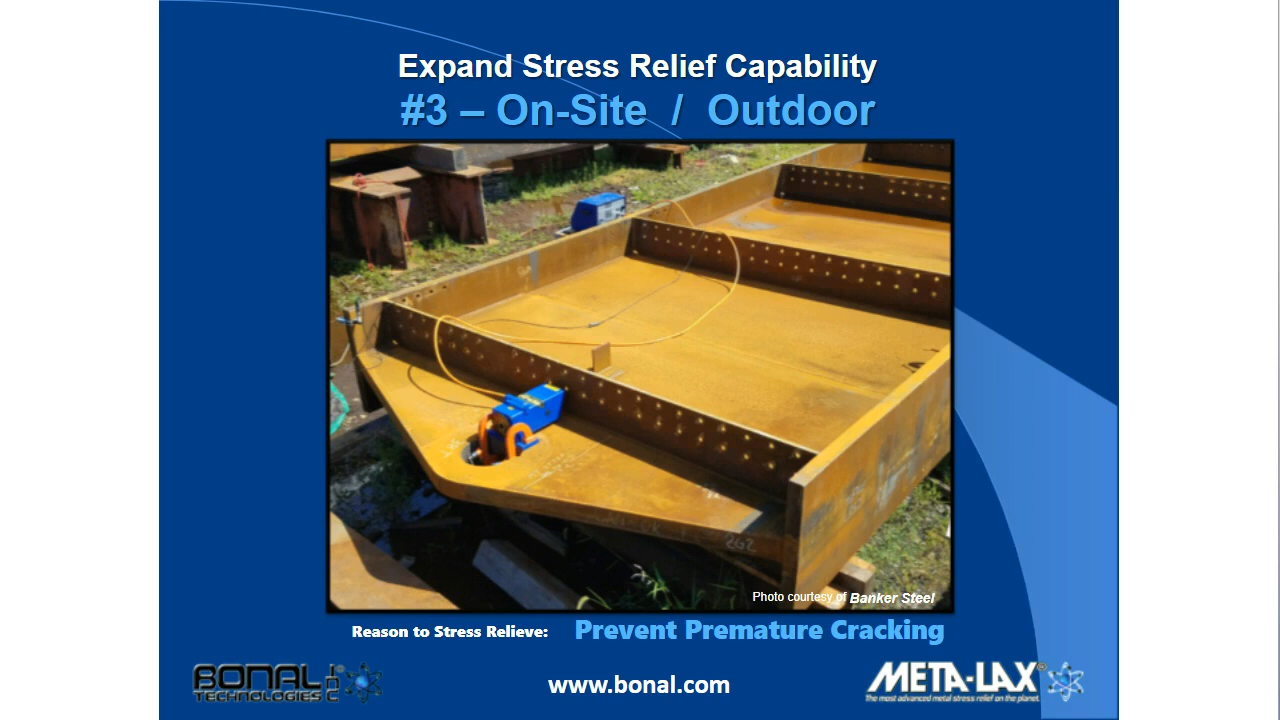 Expand Stress Relief Capability
#3 – On-Site / Outdoor
262
Photo courtesy of Banker Steel
Reason to Stress Relieve: Prevent Premature Cracking
BONAL INC
TECHNOLOGIES
www.bonal.com
META-LAX®
The most advanced metal stress relief on the planet.